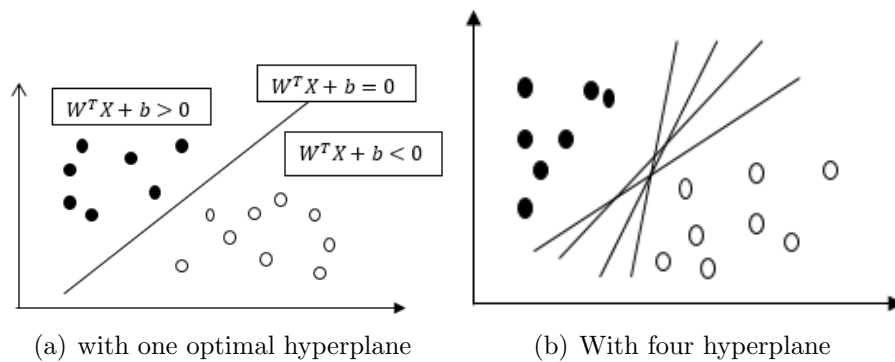 W^T X + b > 0
W^T X + b = 0
W^T X + b < 0
(a) with one optimal hyperplane
(b) With four hyperplane